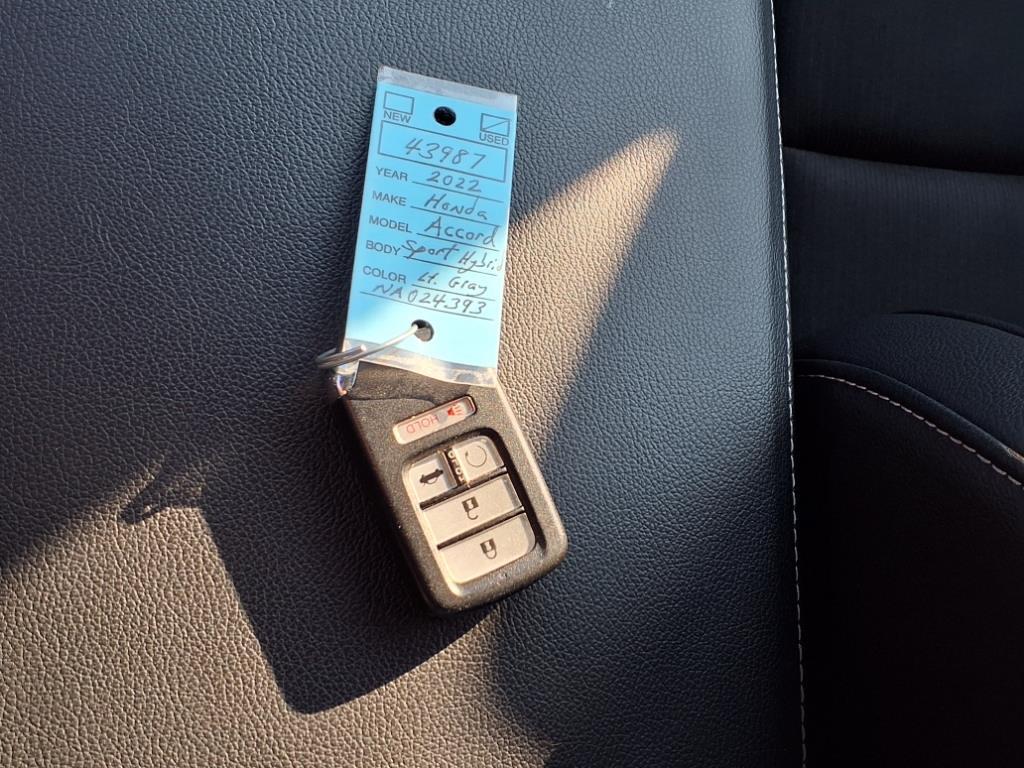 NEW USED
43987
YEAR 2022
MAKE Honda
MODEL Accord
BODY Sport Hybrid
COLOR Lt. Gray
NA024393
HOLD